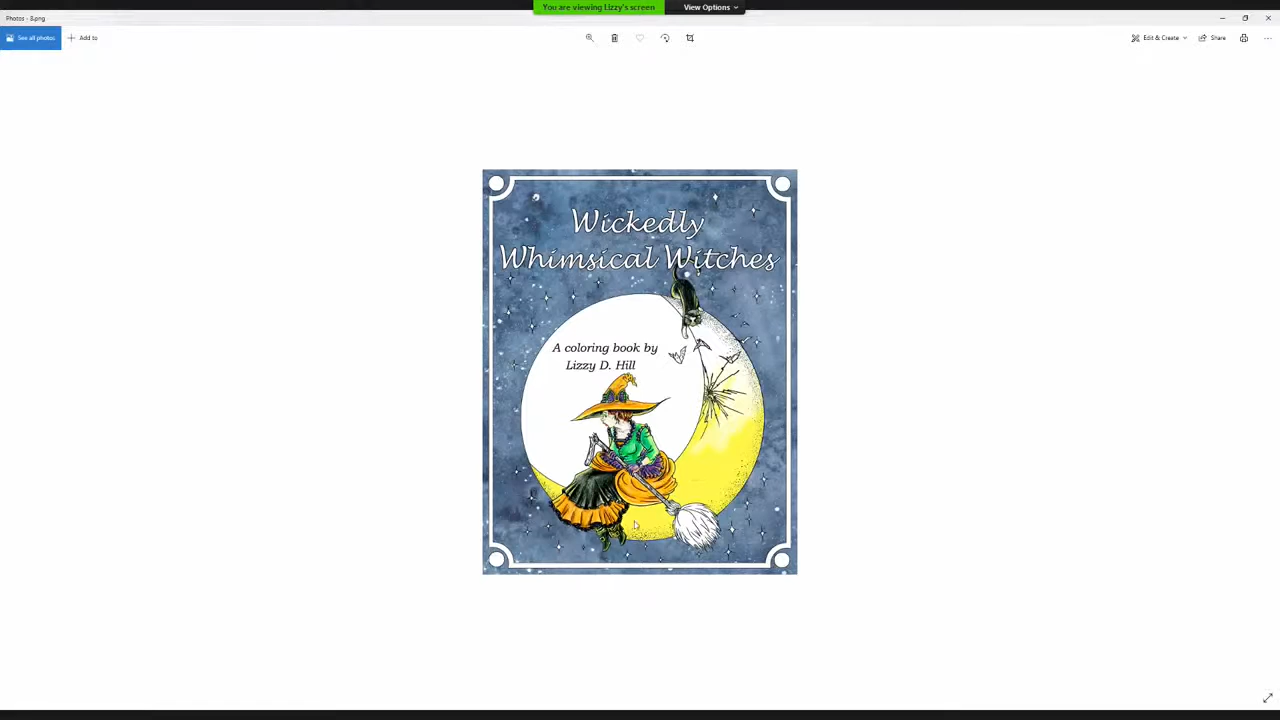 You are viewing Lizzy's screen
View Options
Photos - 8.png
See all photos
Add to
Edit & Create
Share
Wickedly
Whimsical Witches
A coloring book by
Lizzy D. Hill